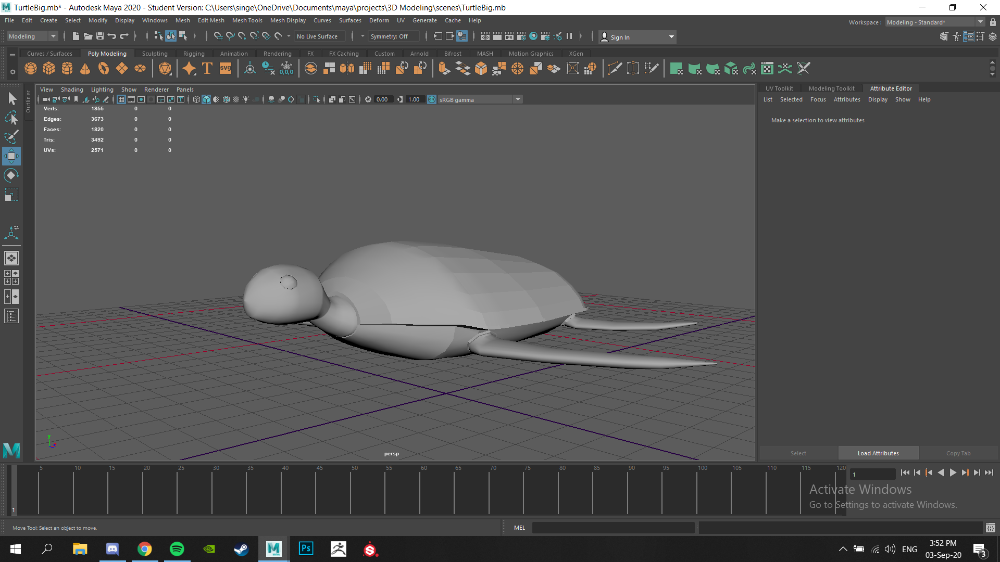 TurtleBig.mb* - Autodesk Maya 2020 - Student Version: C:\Users\singe\OneDrive\Documents\maya\projects\3D Modeling\scenes\TurtleBig.mb
File Edit Create Select Modify Display Windows Mesh Edit Mesh Mesh Tools Mesh Display Curves Surfaces Deform UV Generate Cache Help
Workspace : Modeling - Standard*
Modeling No Live Surface Symmetry: Off IPR Sign In
Curves / Surfaces Poly Modeling Sculpting Rigging Animation Rendering FX FX Caching Custom Arnold Bifrost MASH Motion Graphics XGen
T SVG 0,0,0
Outliner
View Shading Lighting Show Renderer Panels
0.00 1.00 ON sRGB gamma
Verts: 1855 0 0
Edges: 3673 0 0
Faces: 1820 0 0
Tris: 3492 0 0
UVs: 2571 0 0
UV Toolkit Modeling Toolkit Attribute Editor
List Selected Focus Attributes Display Show Help
Make a selection to view attributes
y
z
persp
Select Load Attributes Copy Tab
5 10 15 20 25 30 35 40 45 50 55 60 65 70 75 80 85 90 95 100 105 110 115 120
1
1
Activate Windows
Go to Settings to activate Windows.
Move Tool: Select an object to move.
MEL
M MAYA Ps
ENG
3:52 PM
03-Sep-20
3